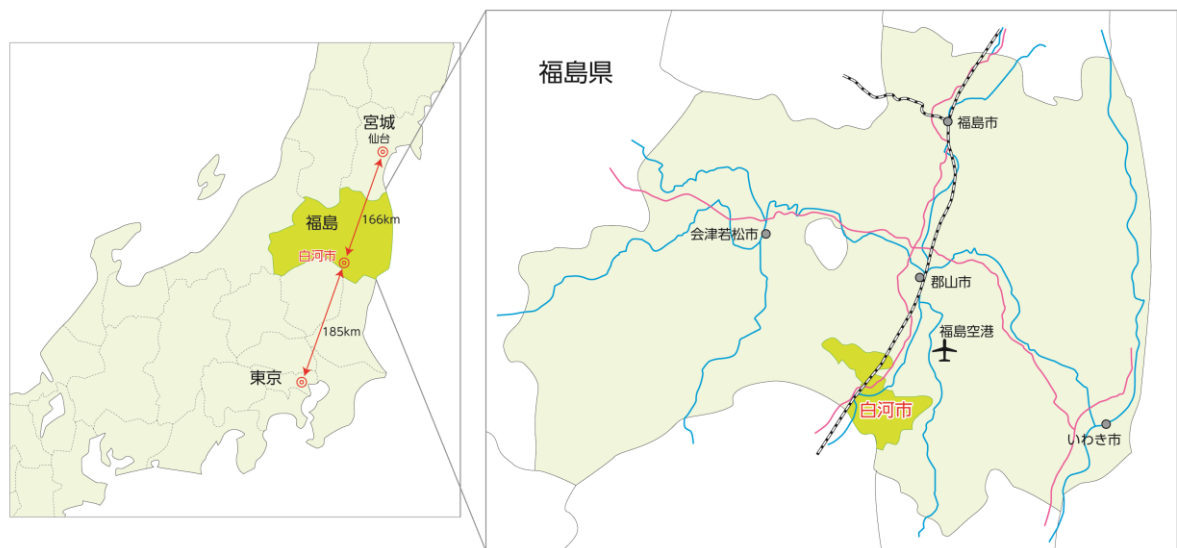 宮城
仙台
福島
166km
白河市
185km
東京
福島県
福島市
会津若松市
郡山市
福島空港
白河市
いわき市